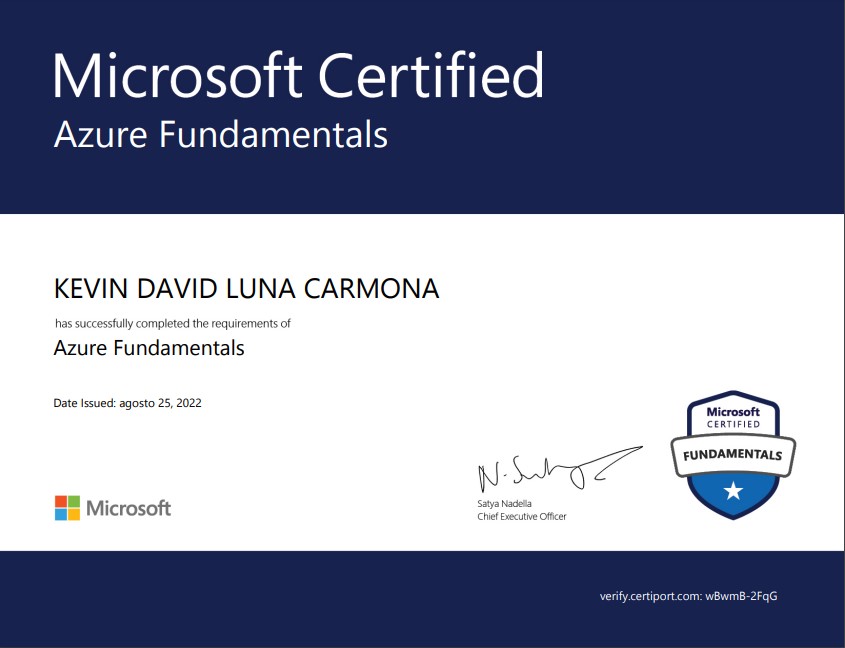 Microsoft Certified
Azure Fundamentals
KEVIN DAVID LUNA CARMONA
has successfully completed the requirements of
Azure Fundamentals
Date Issued: agosto 25, 2022
Microsoft
CERTIFIED
FUNDAMENTALS
N. Satya
Satya Nadella
Chief Executive Officer
Microsoft
verify.certiport.com: wBwmB-2FqG